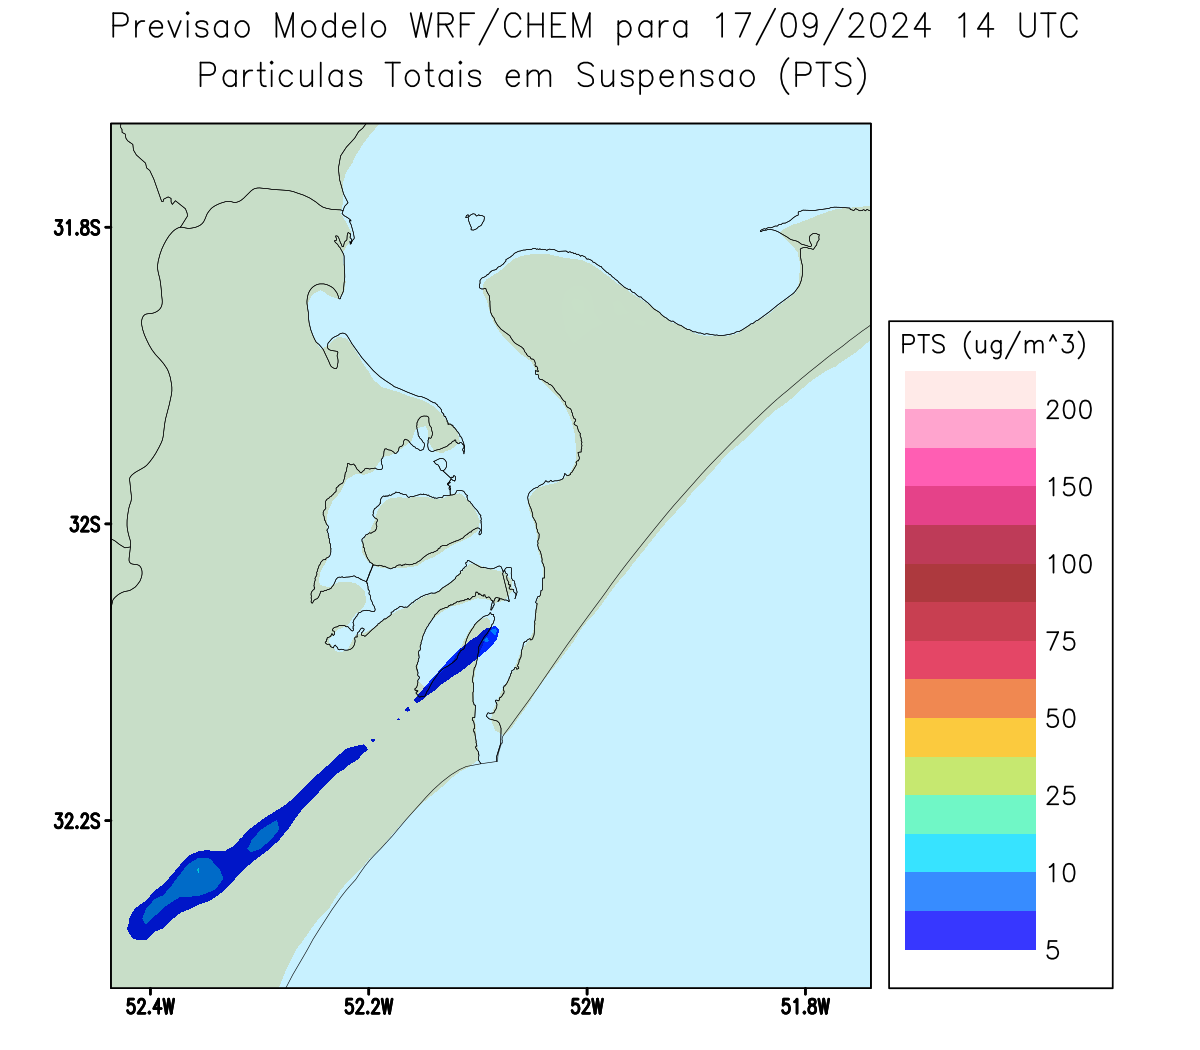 Previsao Modelo WRF/CHEM para 17/09/2024 14 UTC
Particulas Totais em Suspensao (PTS)
31.8S
32S
32.2S
52.4W
52.2W
52W
51.8W
PTS (ug/m^3)
200
150
100
75
50
25
10
5